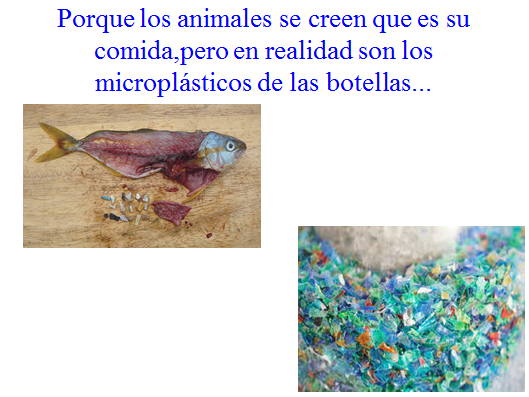 Porque los animales se creen que es su
comida,pero en realidad son los
microplásticos de las botellas...